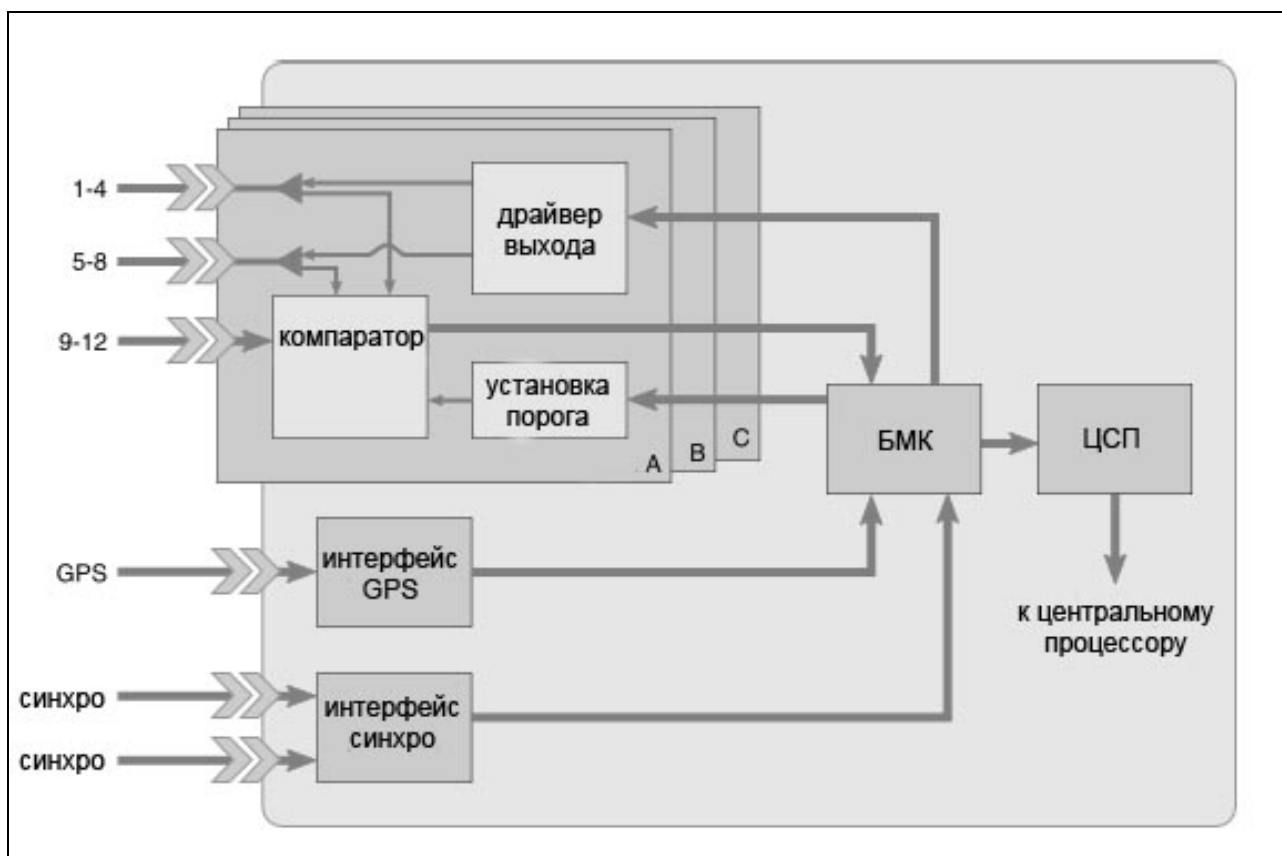 1-4
5-8
9-12
драйвер
выхода
компаратор
установка
порога
A
B
C
БМК
ЦСП
GPS
интерфейс
GPS
к центральному
процессору
синхро
синхро
интерфейс
синхро